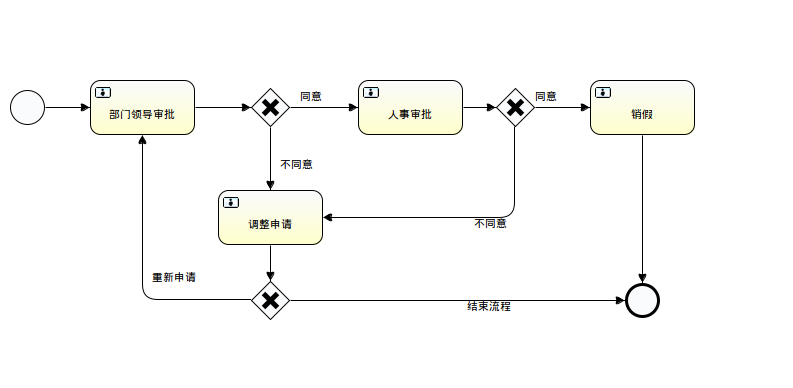 同意
同意
部门领导审批
人事审批
销假
不同意
调整申请
不同意
重新申请
结束流程